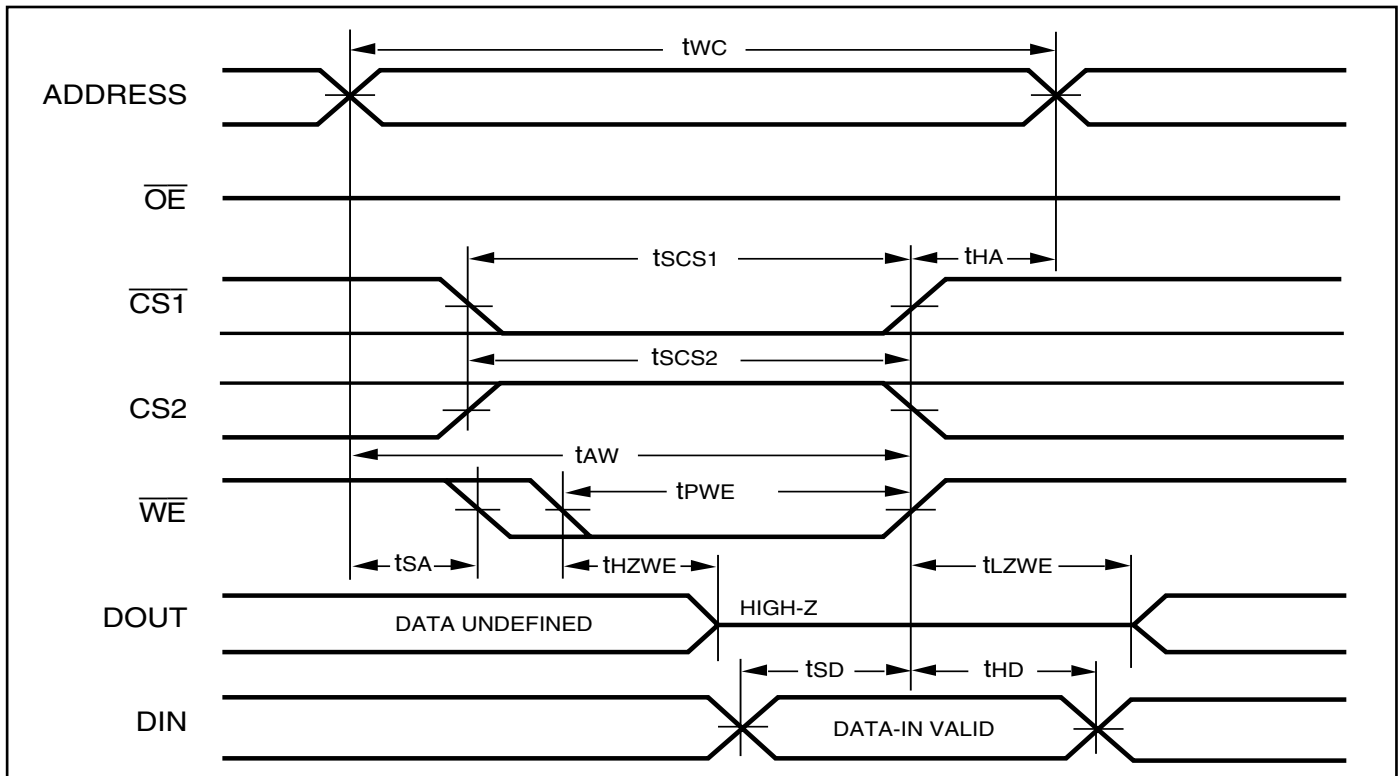 tWC
ADDRESS
OE
tSCS1
tHA
CS1
tSCS2
CS2
tAW
tPWE
WE
tSA
tHZWE
tLZWE
DOUT
DATA UNDEFINED
HIGH-Z
tSD
tHD
DIN
DATA-IN VALID